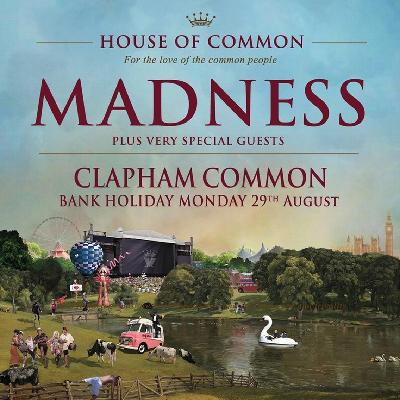 HOUSE OF COMMON
For the love of the common people
MADNESS
PLUS VERY SPECIAL GUESTS
CLAPHAM COMMON
BANK HOLIDAY MONDAY 29TH AUGUST